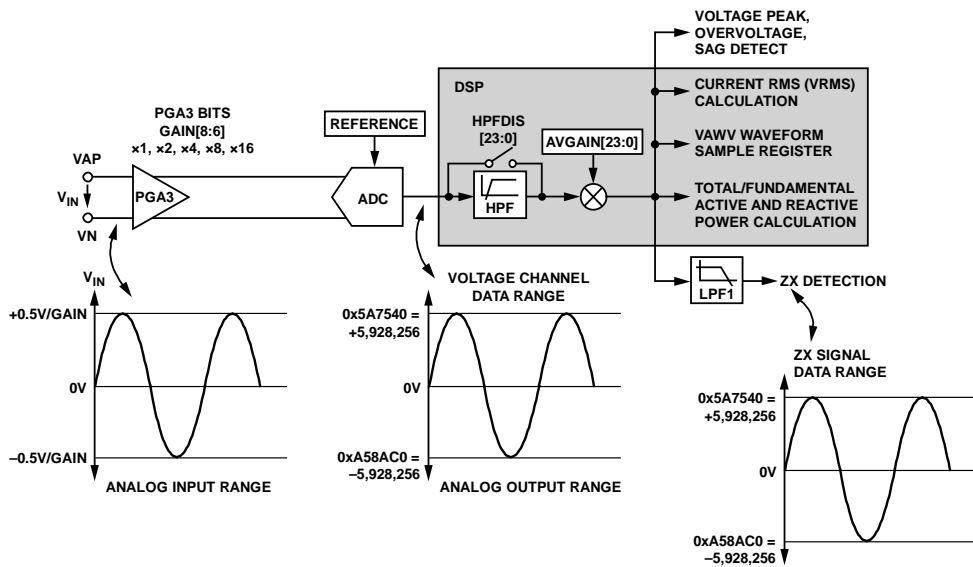 VOLTAGE PEAK,
OVERVOLTAGE,
SAG DETECT
DSP
CURRENT RMS (VRMS)
CALCULATION
PGA3 BITS
GAIN[8:6]
×1, ×2, ×4, ×8, ×16
REFERENCE
HPFDIS
[23:0]
AVGAIN[23:0]
VAWV WAVEFORM
SAMPLE REGISTER
VAP
VIN
VN
PGA3
ADC
HPF
TOTAL/FUNDAMENTAL
ACTIVE AND REACTIVE
POWER CALCULATION
LPF1
ZX DETECTION
VIN
+0.5V/GAIN
0V
–0.5V/GAIN
ANALOG INPUT RANGE
VOLTAGE CHANNEL
DATA RANGE
0x5A7540 =
+5,928,256
0V
0xA58AC0 =
–5,928,256
ANALOG OUTPUT RANGE
ZX SIGNAL
DATA RANGE
0x5A7540 =
+5,928,256
0V
0xA58AC0 =
–5,928,256